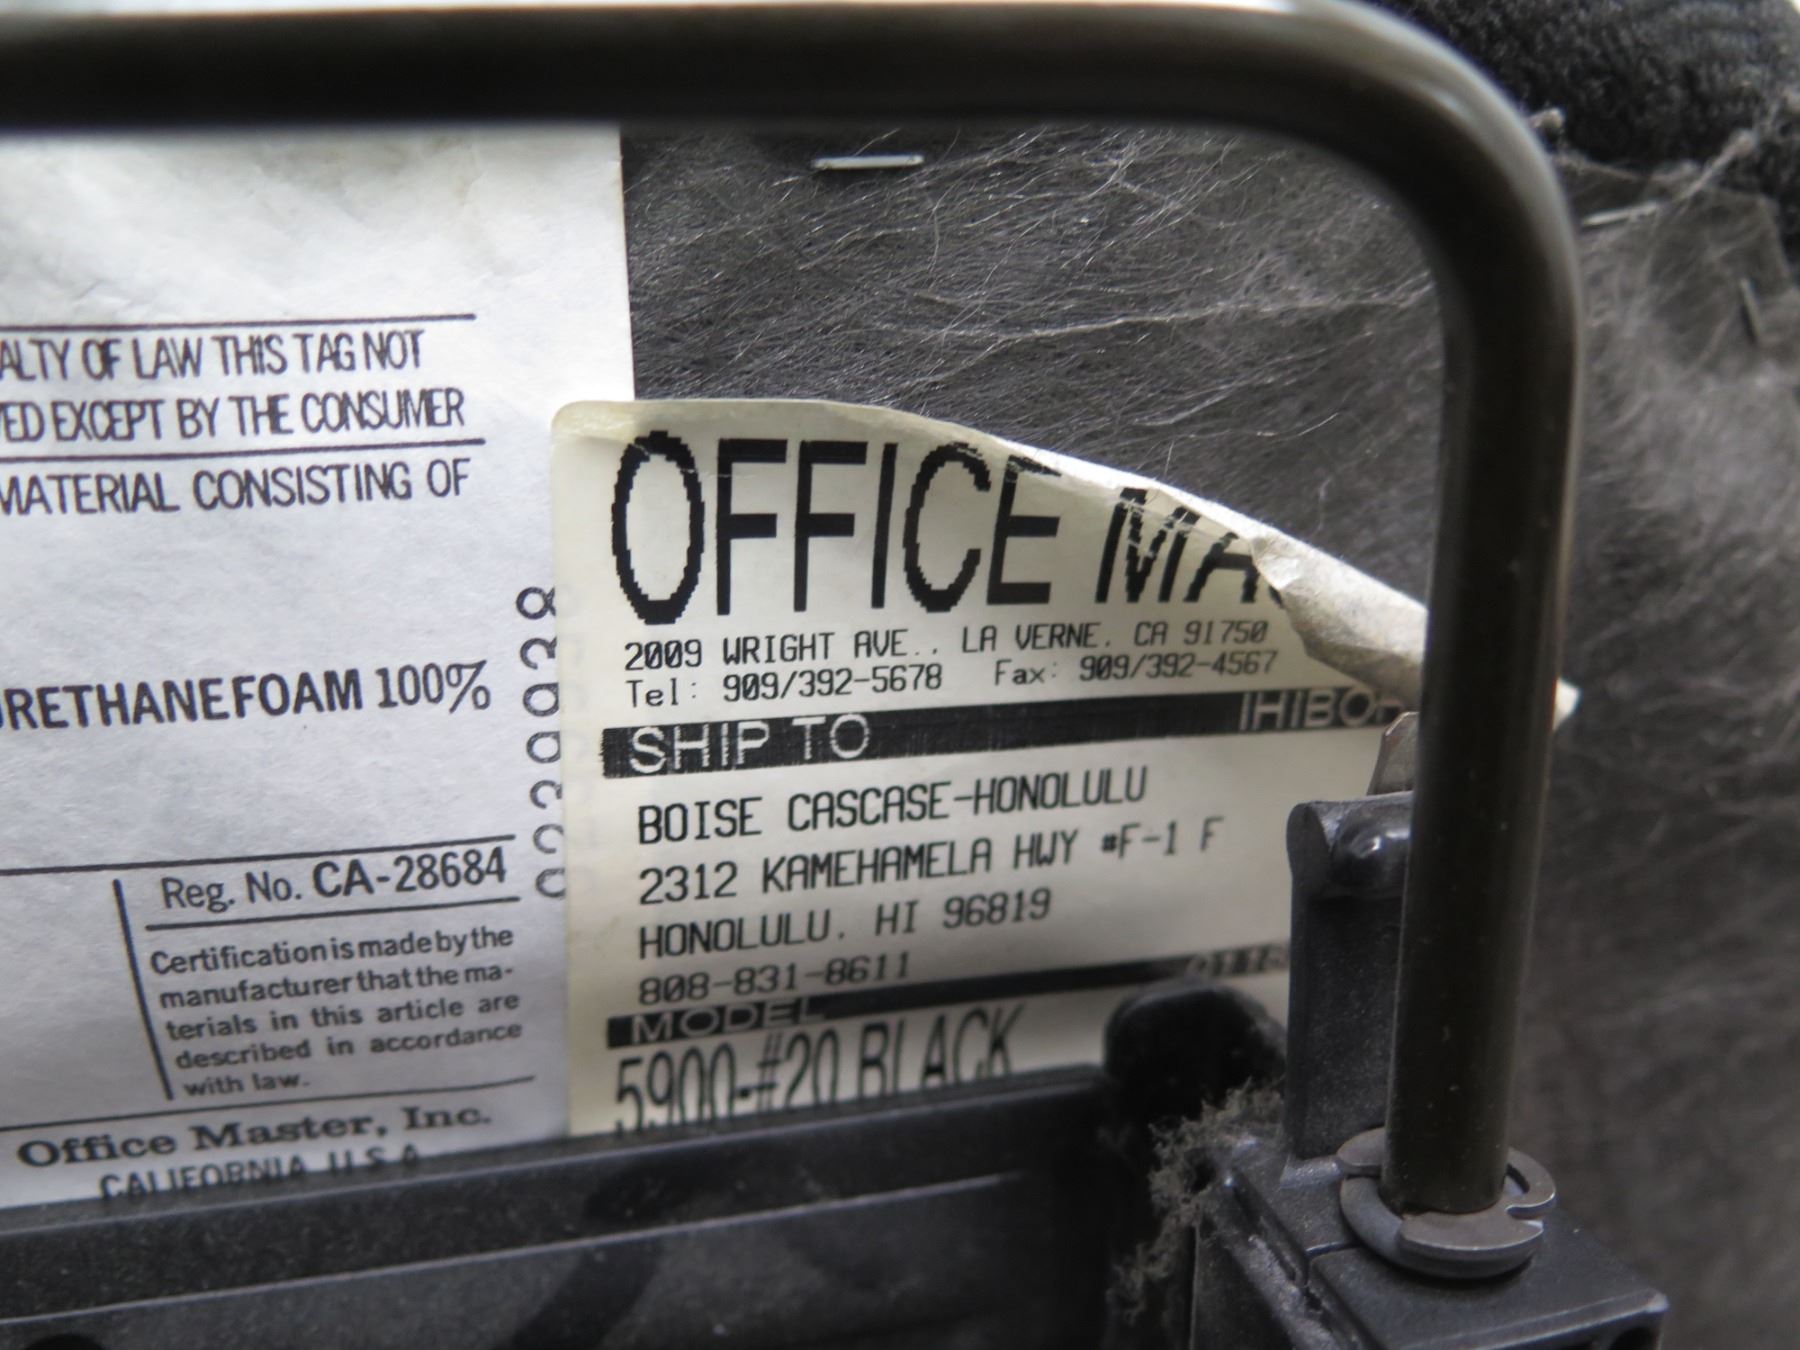 ALTY OF LAW THIS TAG NOT
ED EXCEPT BY THE CONSUMER
MATERIAL CONSISTING OF
URETHANE FOAM 100%
Reg. No. CA-28684
Certification is made by the
manufacturer that the ma-
terials in this article are
described in accordance
with law.
Office Master, Inc.
CALIFORNIA U.S.A
OFFICE MA
2009 WRIGHT AVE., LA VERNE, CA 91750
Tel: 909/392-5678 Fax: 909/392-4567
SHIP TO
BOISE CASCASE-HONOLULU
2312 KAMEHAMELA HWY #F-1 F
HONOLULU, HI 96819
808-831-8611
MODEL
5900-#20 BLACK